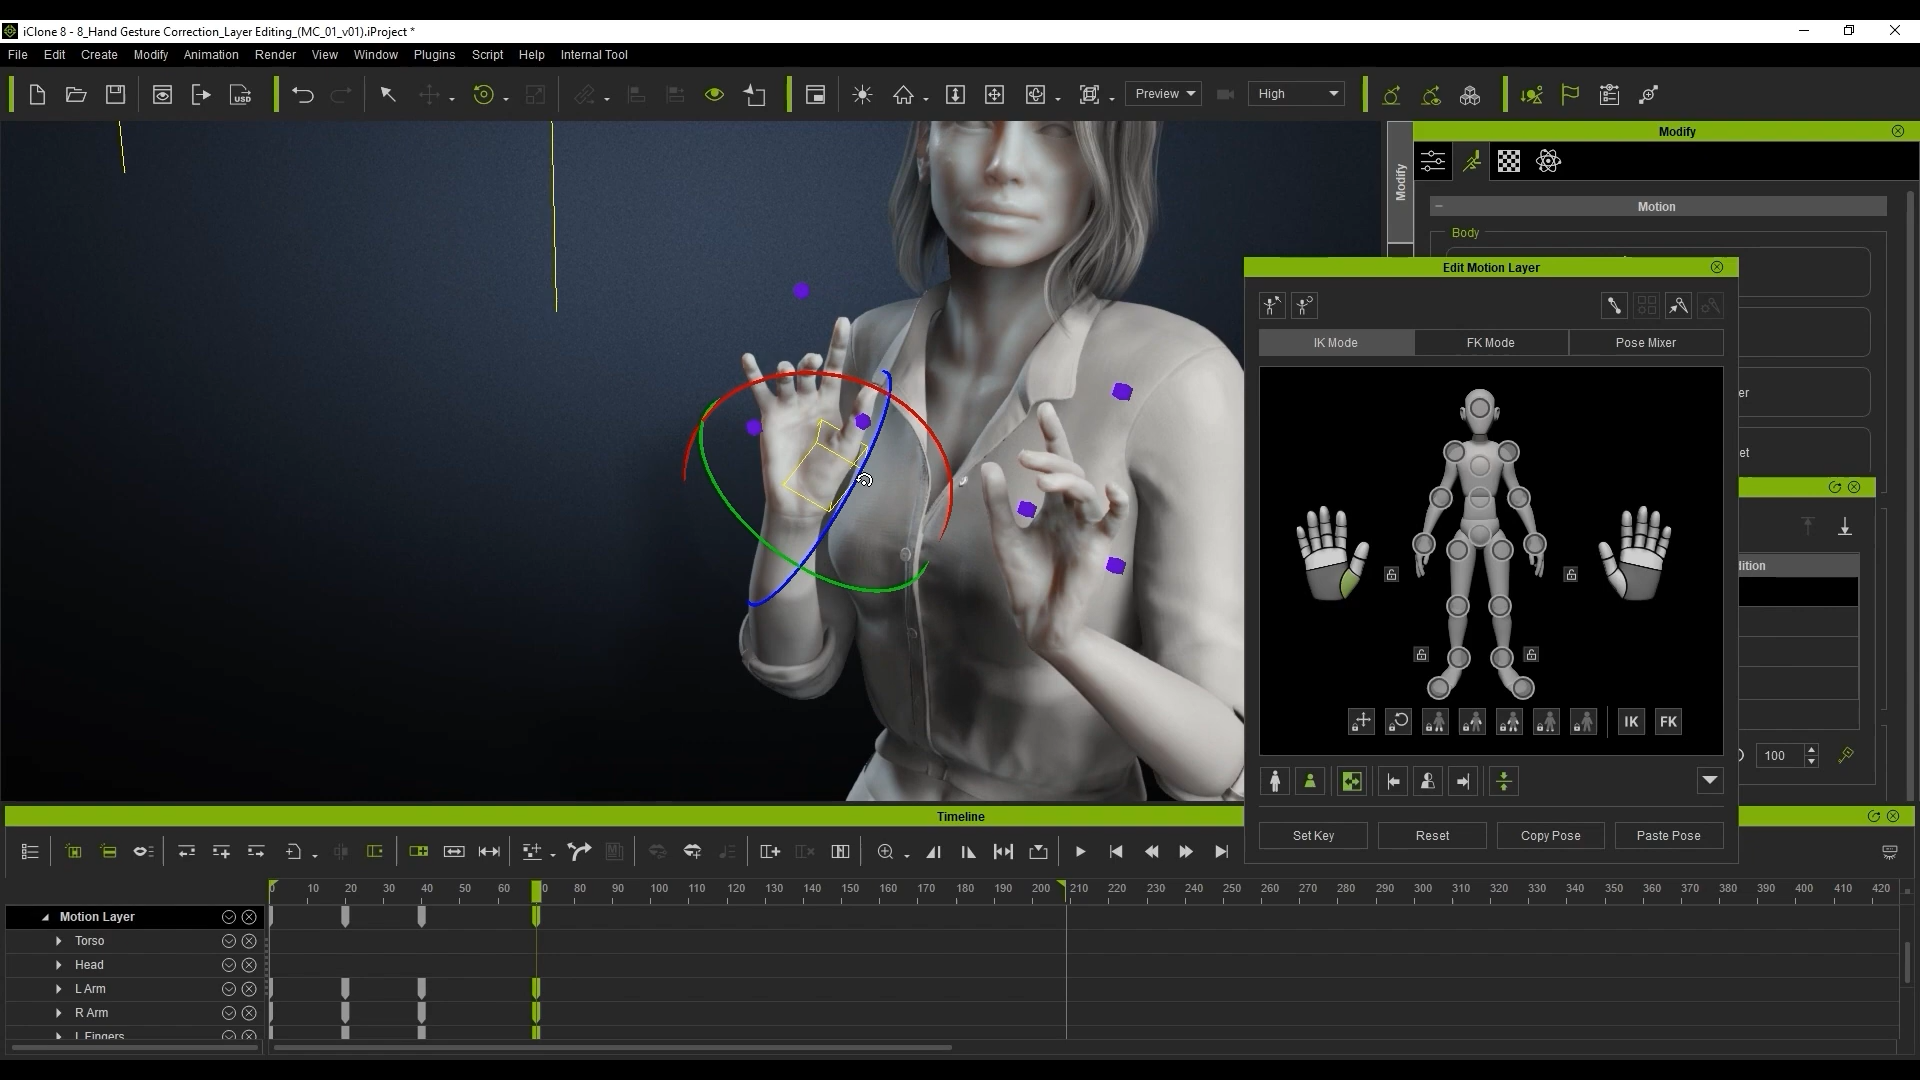 iClone 8 - 8_Hand Gesture Correction_Layer Editing_(MC_01_v01).iProject *
File Edit Create Modify Animation Render View Window Plugins Script Help Internal Tool
USD Preview High
Modify
Modify
Motion
Body
Edit Motion Layer
IK Mode FK Mode Pose Mixer
er
et
dition
IK FK
100
Set Key Reset Copy Pose Paste Pose
Timeline
0 10 20 30 40 50 60 0 80 90 100 110 120 130 140 150 160 170 180 190 200 210 220 230 240 250 260 270 280 290 300 310 320 330 340 350 360 370 380 390 400 410 420
Motion Layer
Torso
Head
L Arm
R Arm
L Fingers